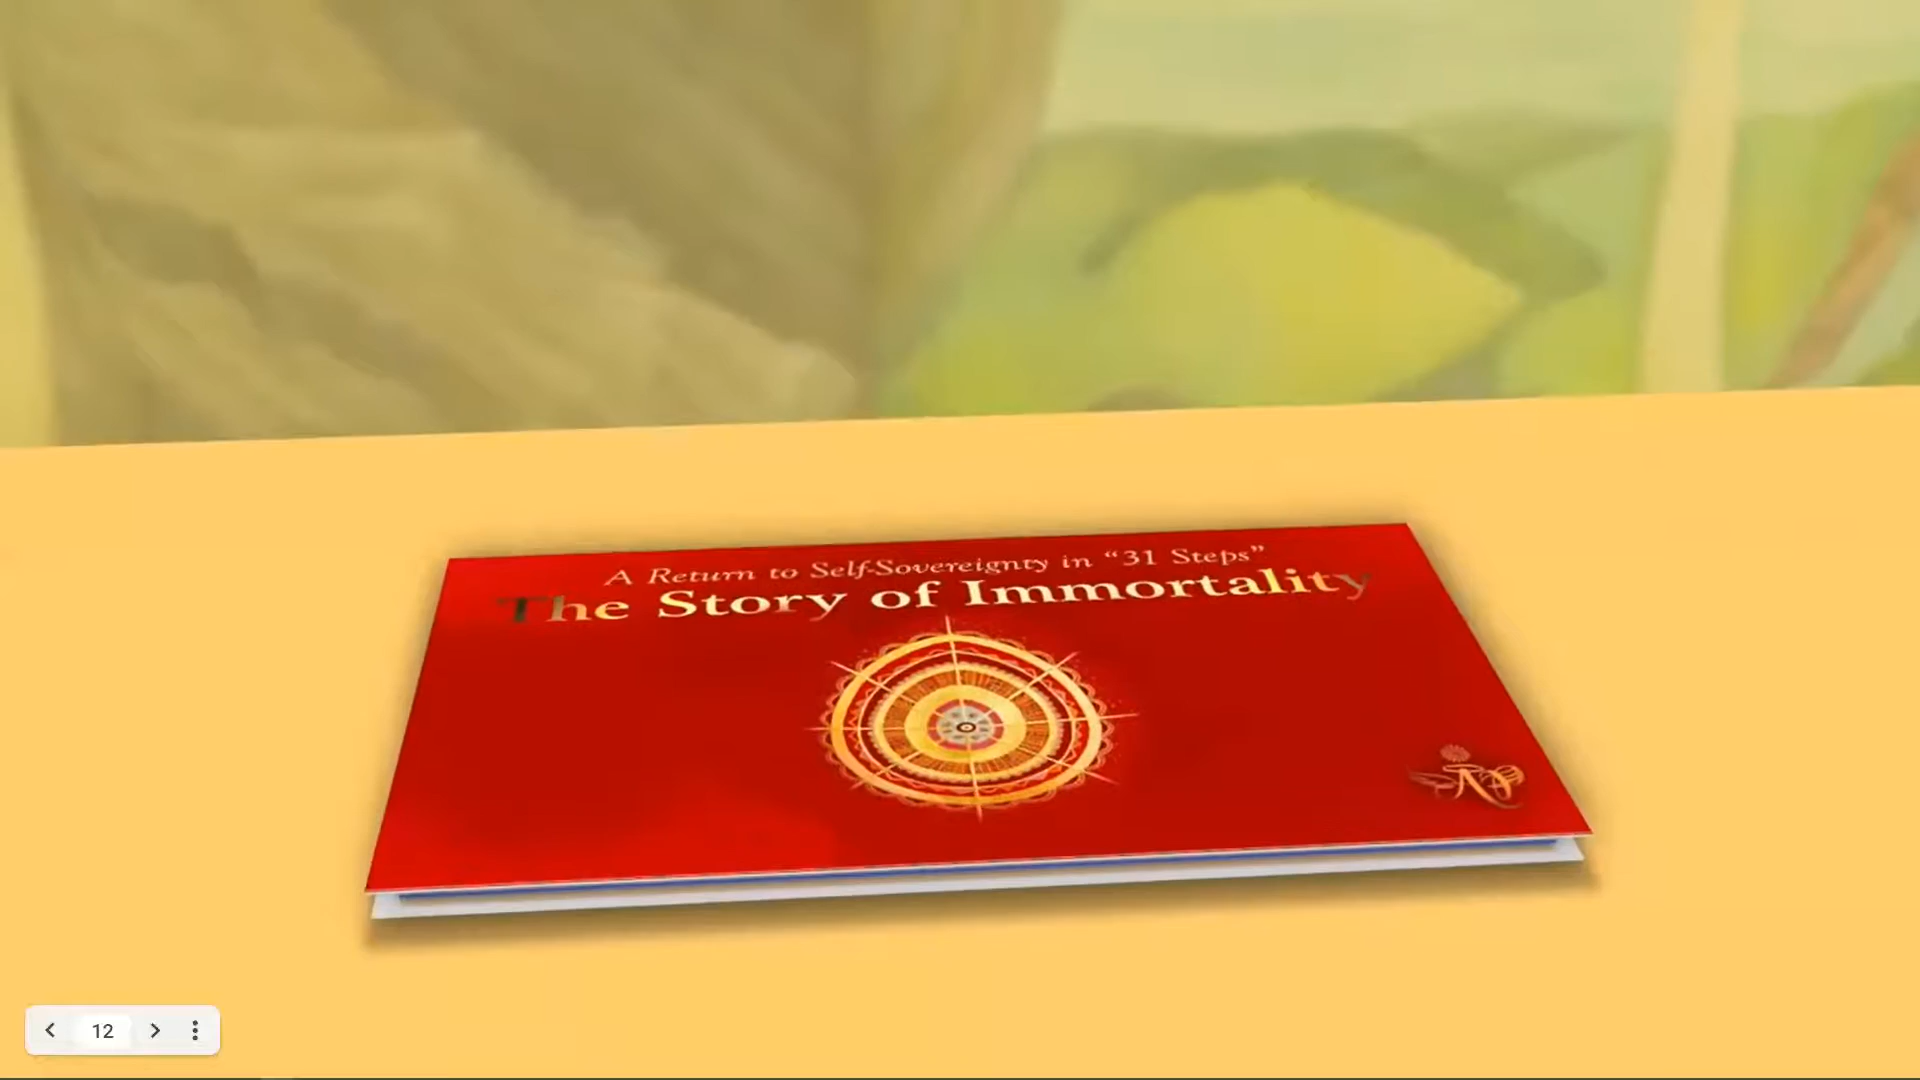 A Return to Self-Sovereignty in “31 Steps”
The Story of Immortality
12